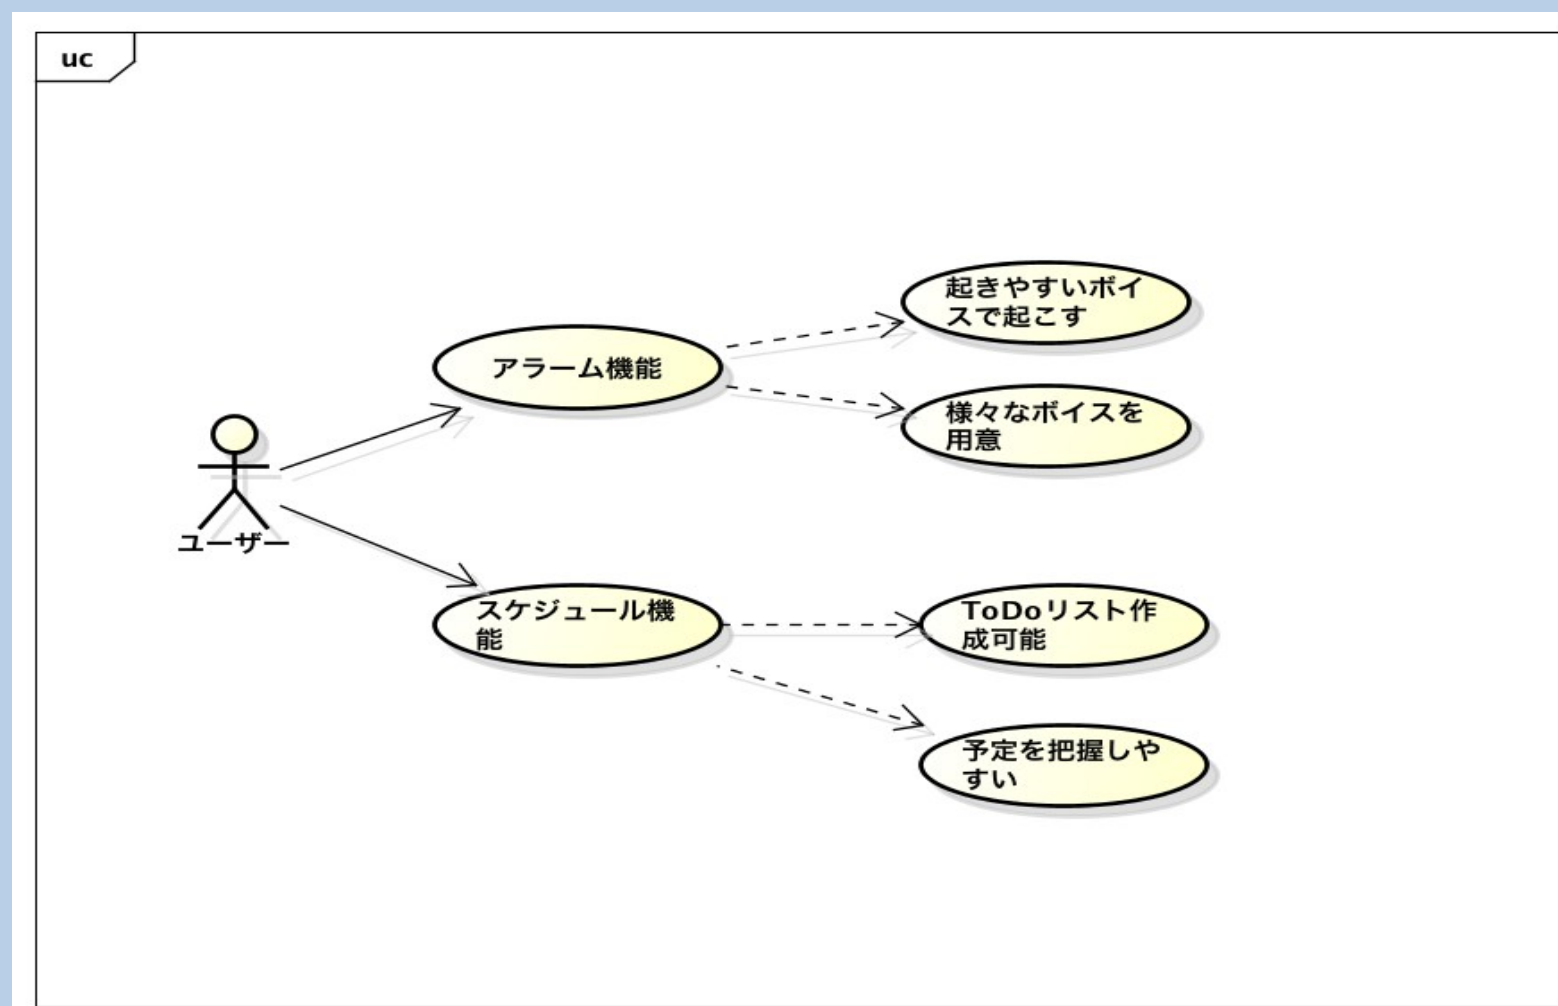 uc
起きやすいボイ
スで起こす
アラーム機能
様々なボイスを
用意
ユーザー
スケジュール機
能
ToDoリスト作
成可能
予定を把握しや
すい